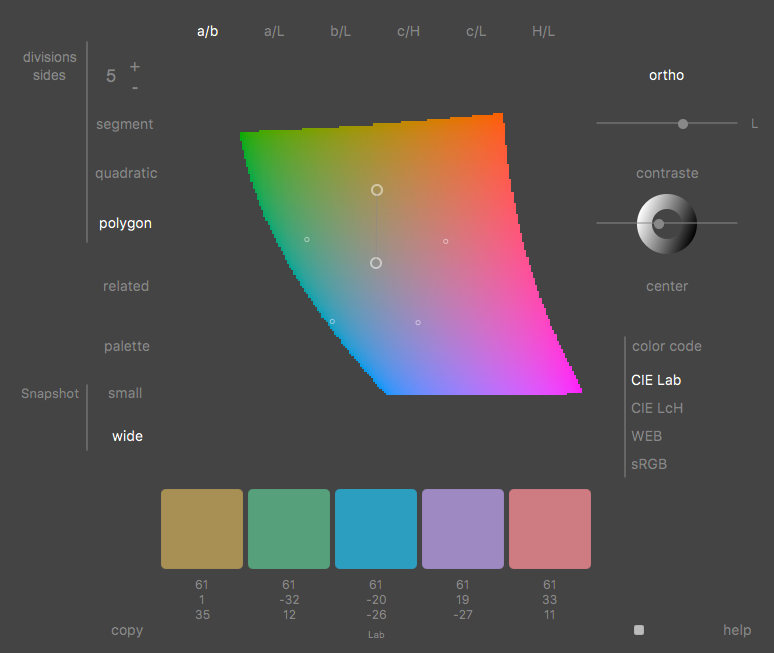 a/b a/L b/L c/H c/L H/L
divisions
sides
5 + -
ortho
segment
L
quadratic
contraste
polygon
related
center
palette
color code
Snapshot
small
CIE Lab
CIE LcH
wide
WEB
sRGB
61 61 61 61 61
1 -32 -20 19 33
35 12 -26 -27 11
copy
Lab
help